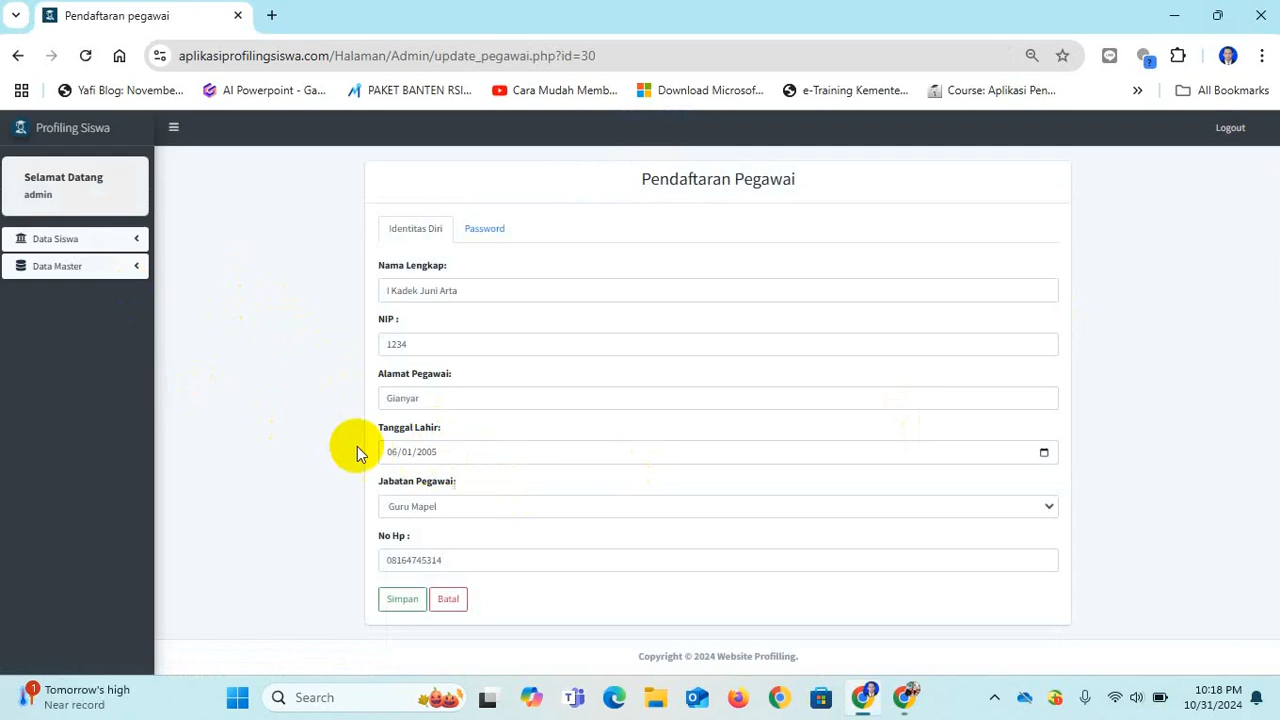 Pendaftaran pegawai
aplikasiprofilingsiswa.com/Halaman/Admin/update_pegawai.php?id=30
Yafi Blog: Novembe...
AI Powerpoint - Ga...
PAKET BANTEN RSI...
Cara Mudah Memb...
Download Microsof...
e-Training Kemente...
Course: Aplikasi Pen...
All Bookmarks
Profiling Siswa
Logout
Selamat Datang
admin
Data Siswa
Data Master
Pendaftaran Pegawai
Identitas Diri
Password
Nama Lengkap:
I Kadek Juni Arta
NIP :
1234
Alamat Pegawai:
Gianyar
Tanggal Lahir:
06/01/2005
Jabatan Pegawai:
Guru Mapel
No Hp :
08164745314
Simpan
Batal
Copyright © 2024 Website Profilling.
1
Tomorrow's high
Near record
Search
10:18 PM
10/31/2024